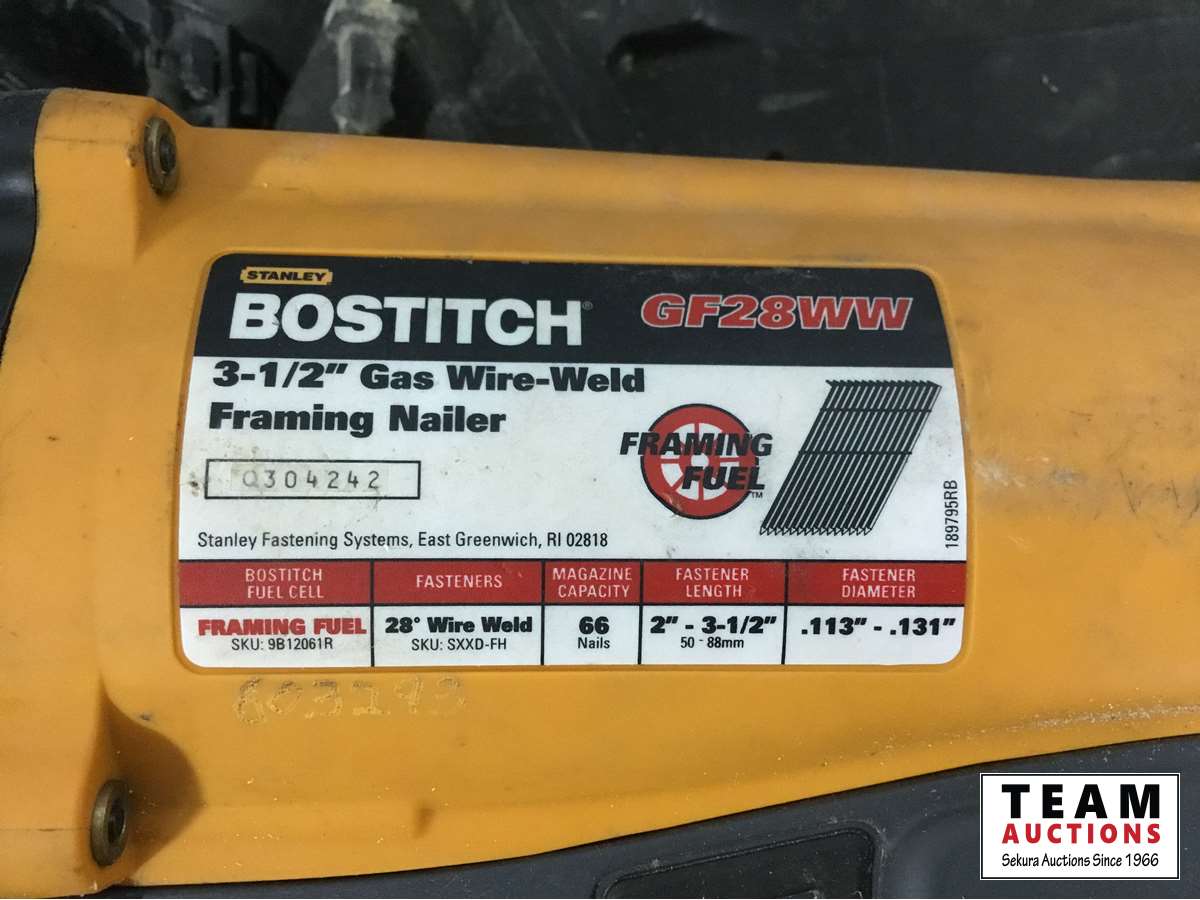 STANLEY
BOSTITCH® GF28WW
3-1/2" Gas Wire-Weld
Framing Nailer
FRAMING
FUEL™
Q304242
189795RB
Stanley Fastening Systems, East Greenwich, RI 02818
BOSTITCH FUEL CELL FASTENERS MAGAZINE CAPACITY FASTENER LENGTH FASTENER DIAMETER
FRAMING FUEL 28° Wire Weld 66 2" - 3-1/2" .113" - .131"
SKU: 9B12061R SKU: SXXD-FH Nails 50 - 88mm
TEAM
AUCTIONS
Sekura Auctions Since 1966